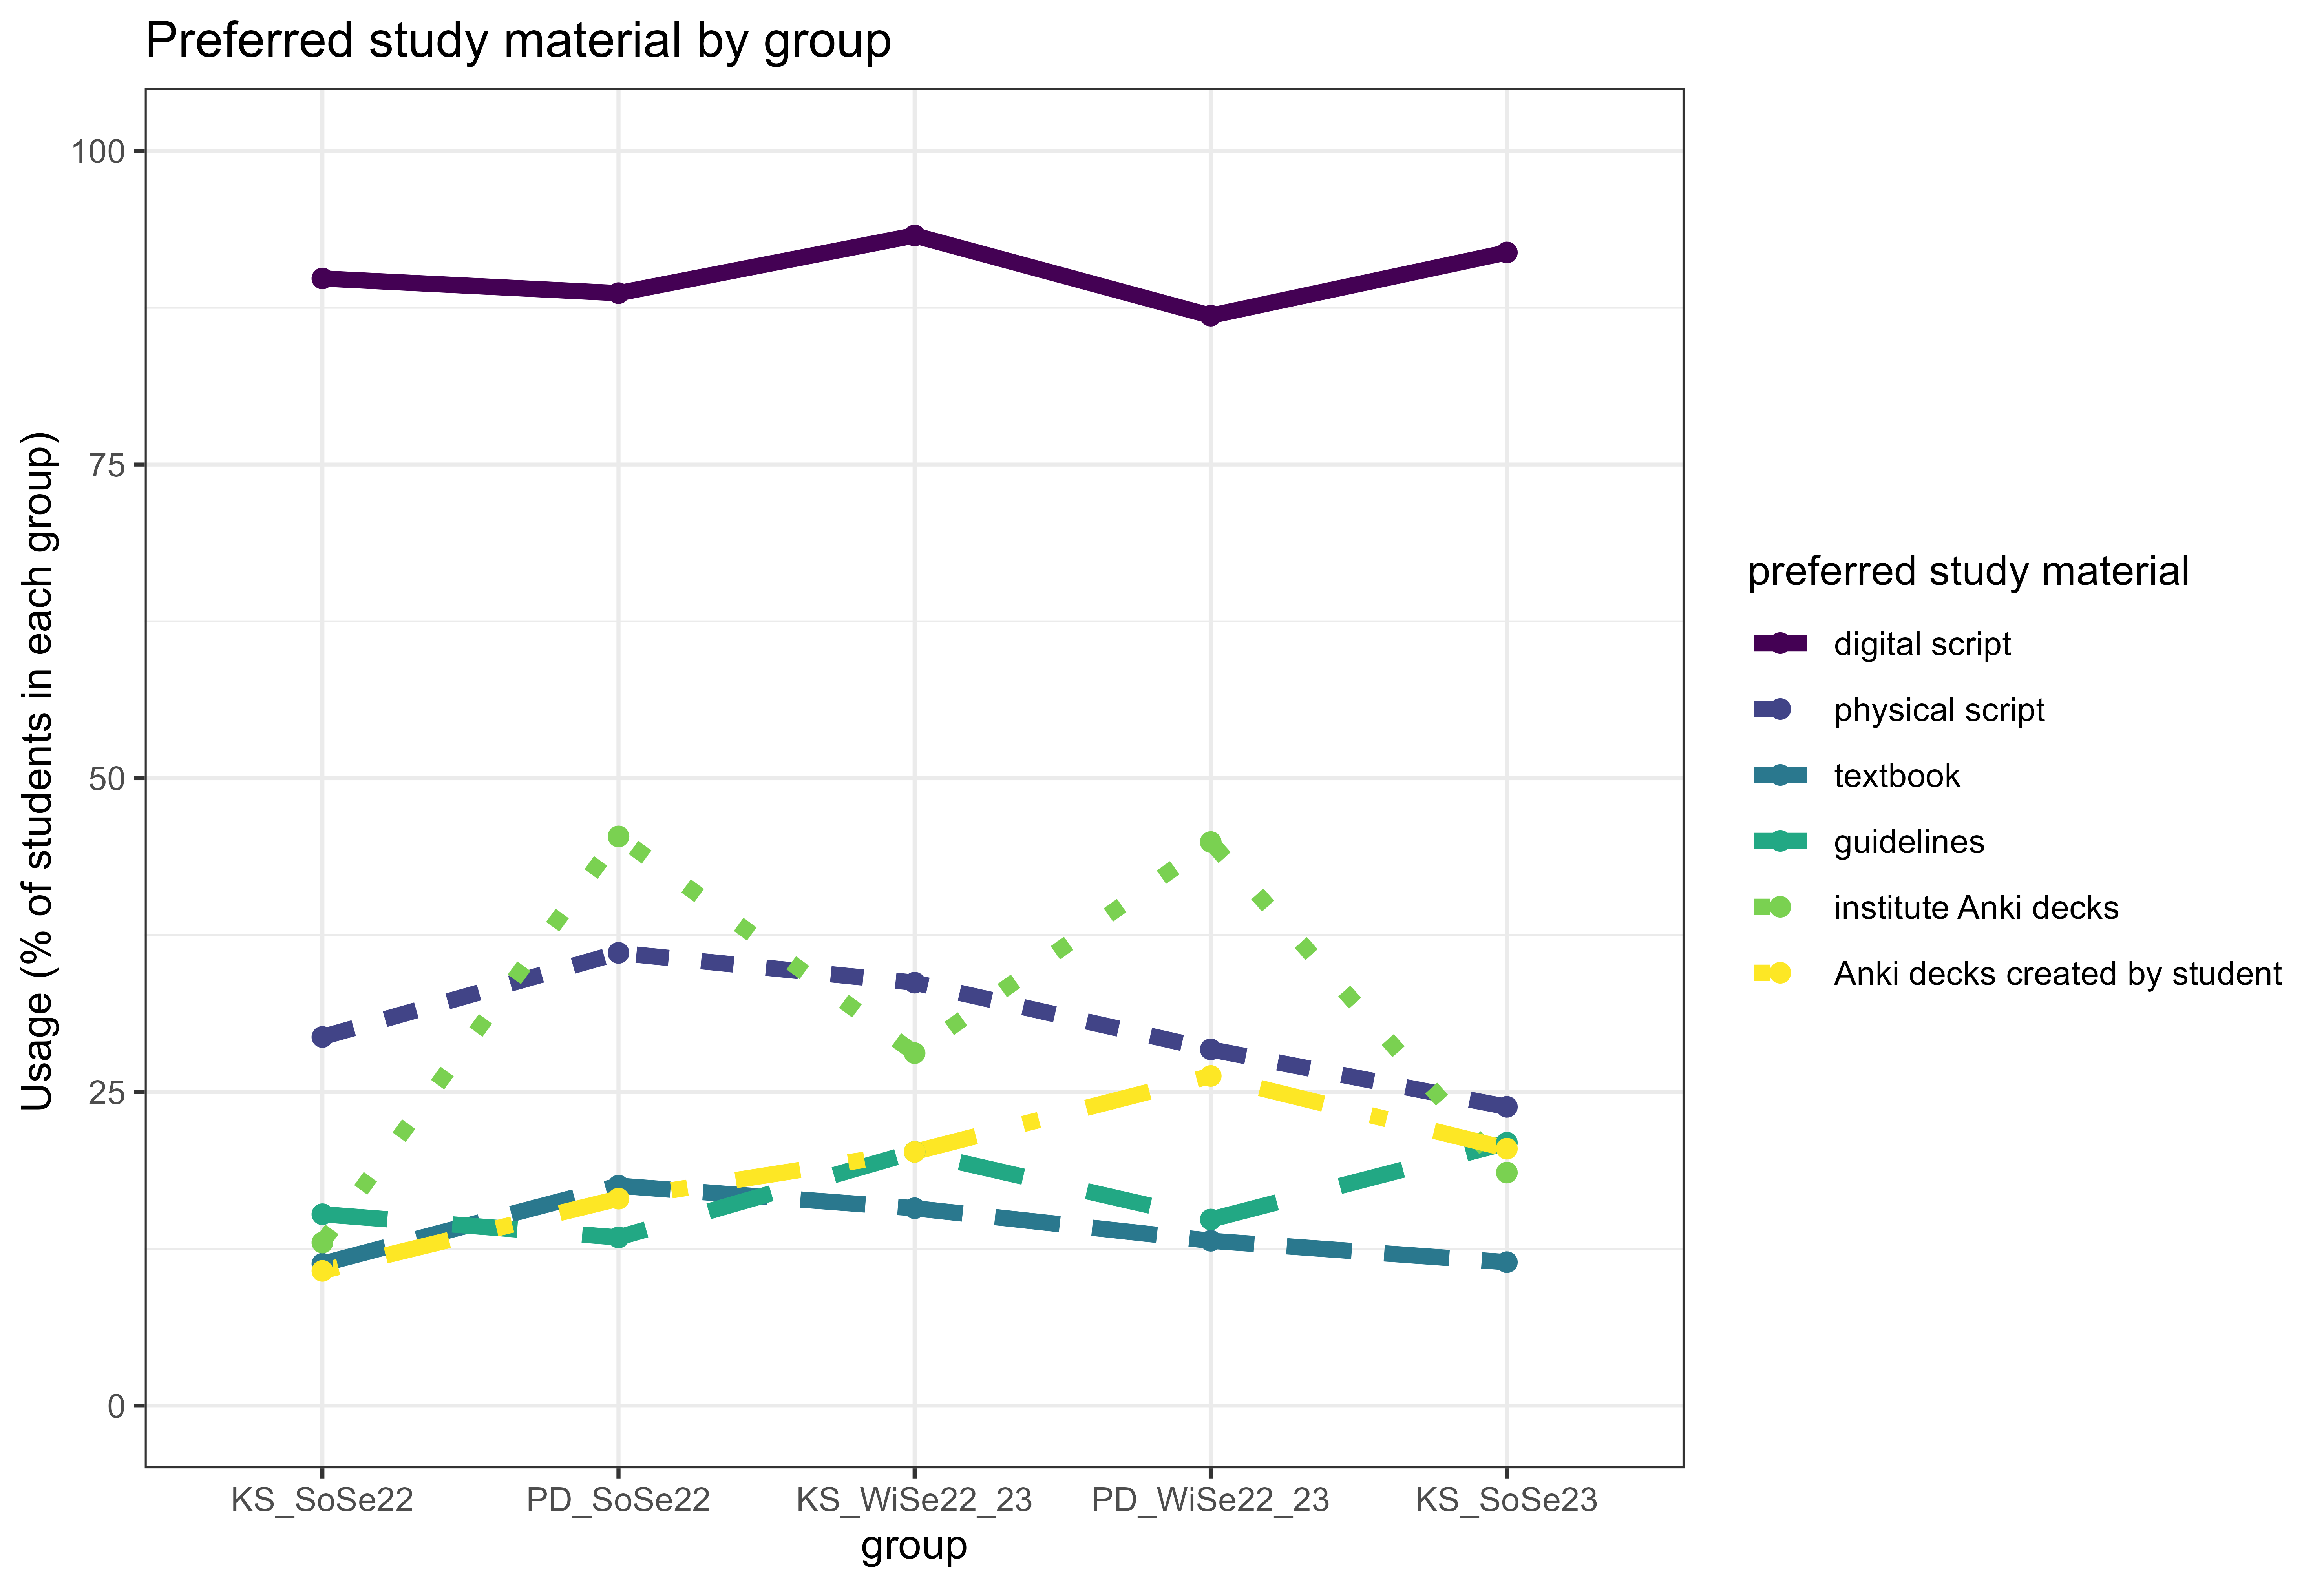 Preferred study material by group
Usage (% of students in each group)
100
75
50
25
0
KS_SoSe22
PD_SoSe22
KS_WiSe22_23
PD_WiSe22_23
KS_SoSe23
group
preferred study material
digital script
physical script
textbook
guidelines
institute Anki decks
Anki decks created by student